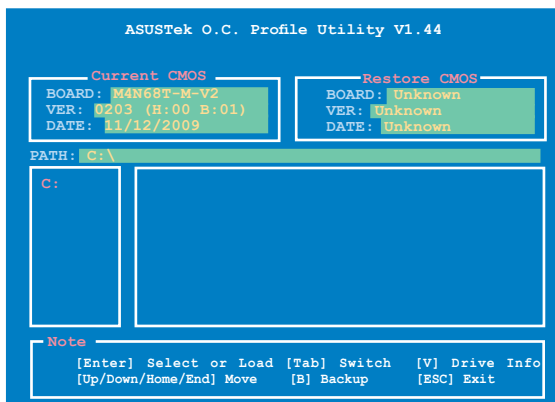 ASUSTek O.C. Profile Utility V1.44
Current CMOS
BOARD: M4N68T-M-V2
VER: 0203 (H:00 B:01)
DATE: 11/12/2009
Restore CMOS
BOARD: Unknown
VER: Unknown
DATE: Unknown
PATH: C:\
C:
Note
[Enter] Select or Load [Tab] Switch [V] Drive Info
[Up/Down/Home/End] Move [B] Backup [ESC] Exit